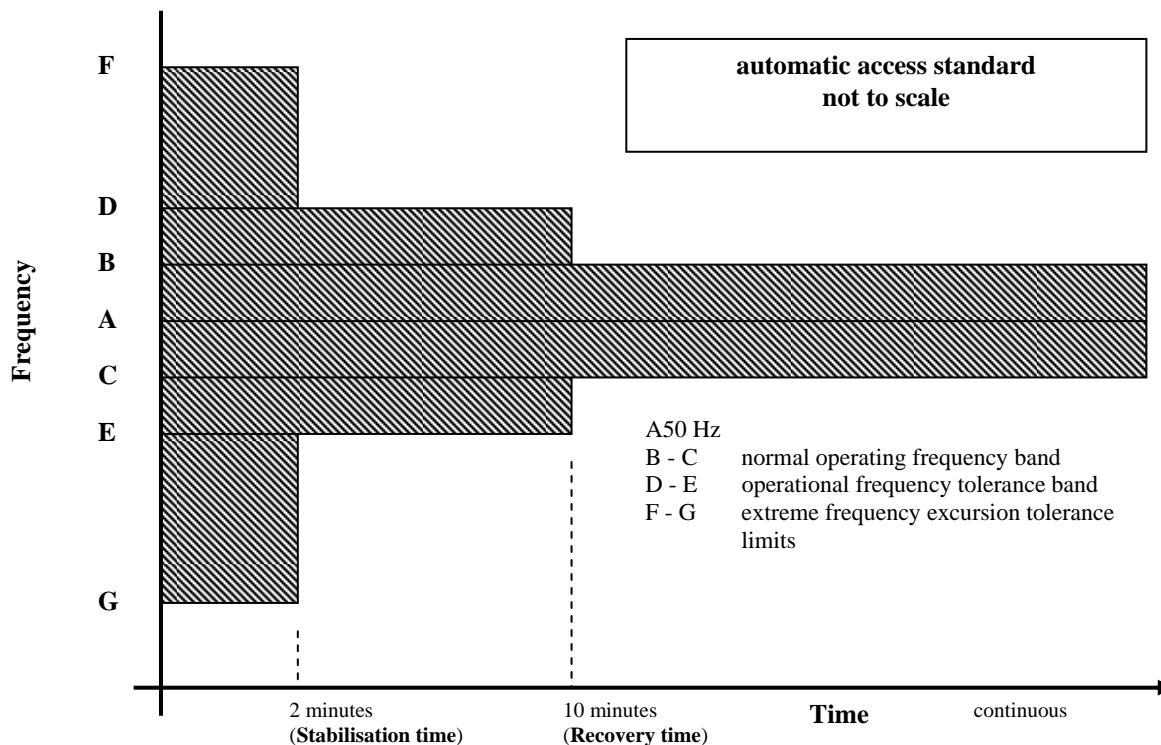 automatic access standard
not to scale
F
D
B
A
C
E
G
Frequency
A50 Hz
B - C normal operating frequency band
D - E operational frequency tolerance band
F - G extreme frequency excursion tolerance
limits
2 minutes
(Stabilisation time)
10 minutes
(Recovery time)
Time
continuous